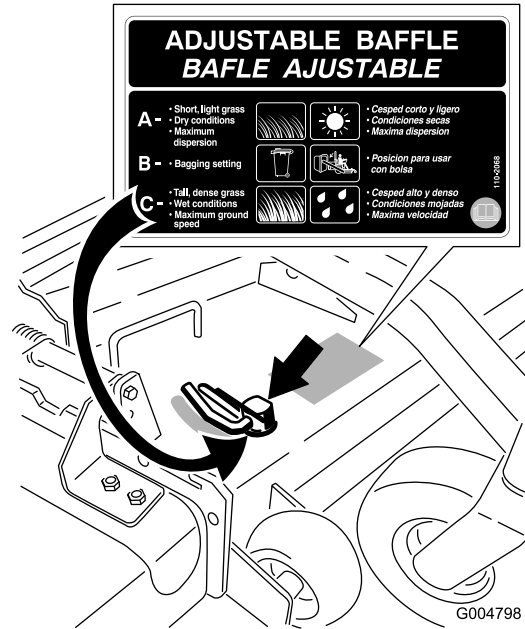 ADJUSTABLE BAFFLE
BAFLE AJUSTABLE
A - • Short, light grass
• Dry conditions
• Maximum
dispersion
• Cesped corto y ligero
• Condiciones secas
• Maxima dispersion
B - • Bagging setting
• Posicion para usar
con bolsa
C - • Tall, dense grass
• Wet conditions
• Maximum ground
speed
• Cesped alto y denso
• Condiciones mojadas
• Maxima velocidad
110-2068
G004798